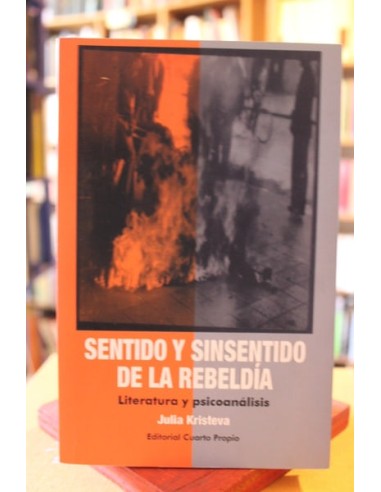 SENTIDO Y SINSENTIDO
DE LA REBELDÍA
Literatura y psicoanálisis
Julia Kristeva
Editorial Cuarto Propio